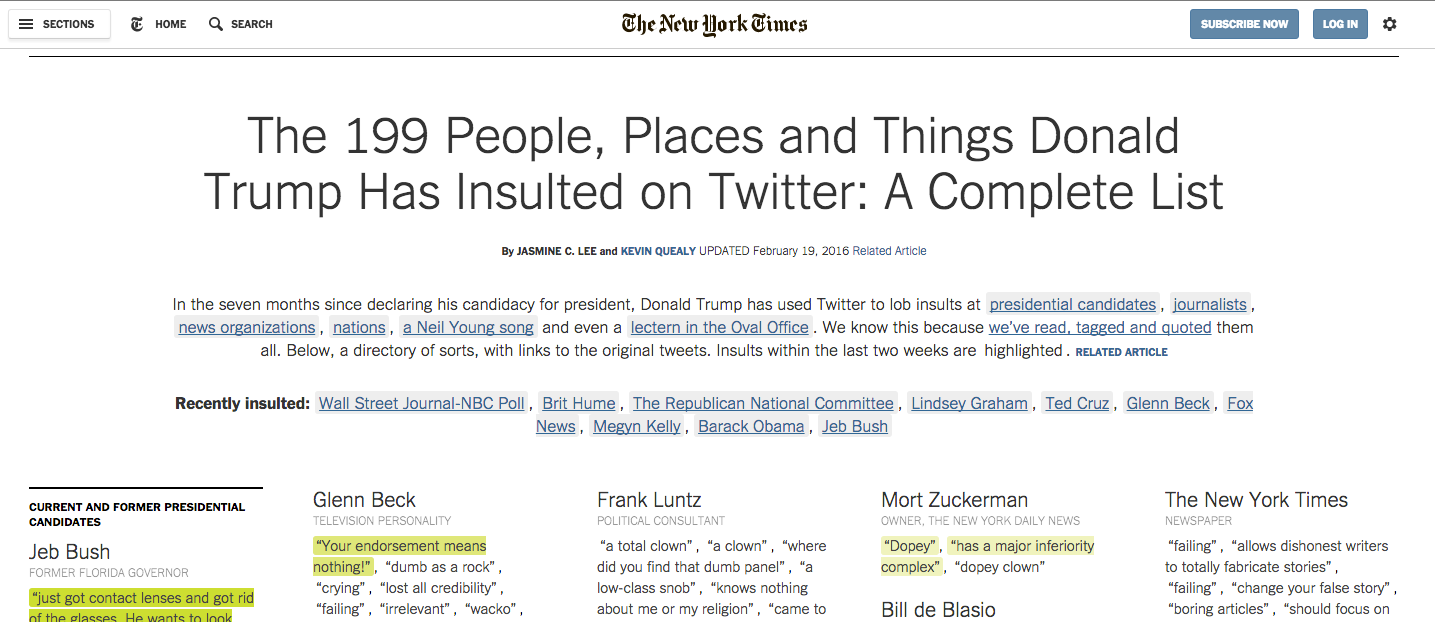 SECTIONS HOME SEARCH The New York Times SUBSCRIBE NOW LOG IN
The 199 People, Places and Things Donald
Trump Has Insulted on Twitter: A Complete List
By JASMINE C. LEE and KEVIN QUEALY UPDATED February 19, 2016 Related Article
In the seven months since declaring his candidacy for president, Donald Trump has used Twitter to lob insults at presidential candidates , journalists ,
news organizations , nations , a Neil Young song and even a lectern in the Oval Office . We know this because we’ve read, tagged and quoted them
all. Below, a directory of sorts, with links to the original tweets. Insults within the last two weeks are highlighted . RELATED ARTICLE
Recently insulted: Wall Street Journal-NBC Poll , Brit Hume , The Republican National Committee , Lindsey Graham , Ted Cruz , Glenn Beck , Fox
News , Megyn Kelly , Barack Obama , Jeb Bush
CURRENT AND FORMER PRESIDENTIAL
CANDIDATES
Jeb Bush
FORMER FLORIDA GOVERNOR
“just got contact lenses and got rid
of the glasses. He wants to look
Glenn Beck
TELEVISION PERSONALITY
“Your endorsement means
nothing!” , “dumb as a rock” ,
“crying” , “lost all credibility” ,
“failing” , “irrelevant” , “wacko” ,
Frank Luntz
POLITICAL CONSULTANT
“a total clown” , “a clown” , “where
did you find that dumb panel” , “a
low-class snob” , “knows nothing
about me or my religion” , “came to
Mort Zuckerman
OWNER, THE NEW YORK DAILY NEWS
“Dopey” , “has a major inferiority
complex” , “dopey clown”
Bill de Blasio
The New York Times
NEWSPAPER
“failing” , “allows dishonest writers
to totally fabricate stories” ,
“failing” , “change your false story” ,
“boring articles” , “should focus on